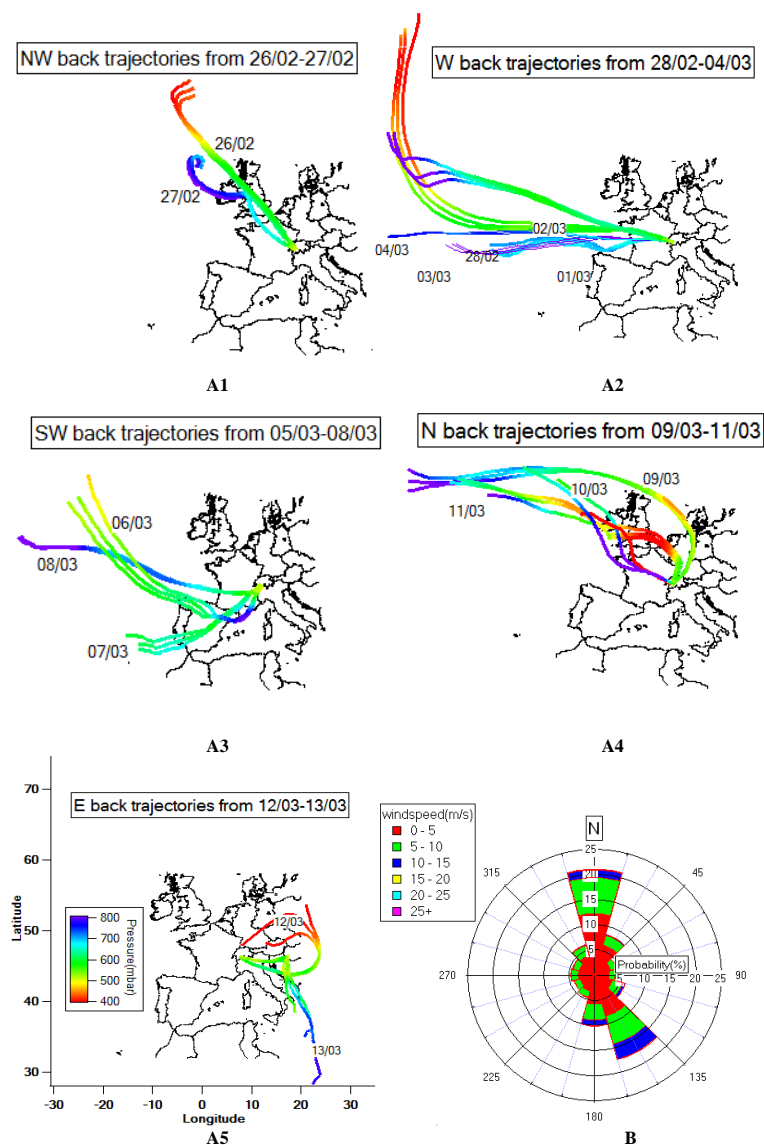 NW back trajectories from 26/02-27/02
W back trajectories from 28/02-04/03
26/02
27/02
02/03
04/03
03/03
28/02
01/03
A1
A2
SW back trajectories from 05/03-08/03
N back trajectories from 09/03-11/03
06/03
08/03
07/03
09/03
10/03
11/03
A3
A4
E back trajectories from 12/03-13/03
70
60
50
40
30
Latitude
800
700
600
500
400
Pressure(mbar)
12/03
13/03
-30
-20
-10
0
10
20
30
Longitude
windspeed(m/s)
0 - 5
5 - 10
10 - 15
15 - 20
20 - 25
25+
N
25
20
15
10
5
315
45
270
Probability(%)
5 10 15 20 25
90
225
135
180
A5
B